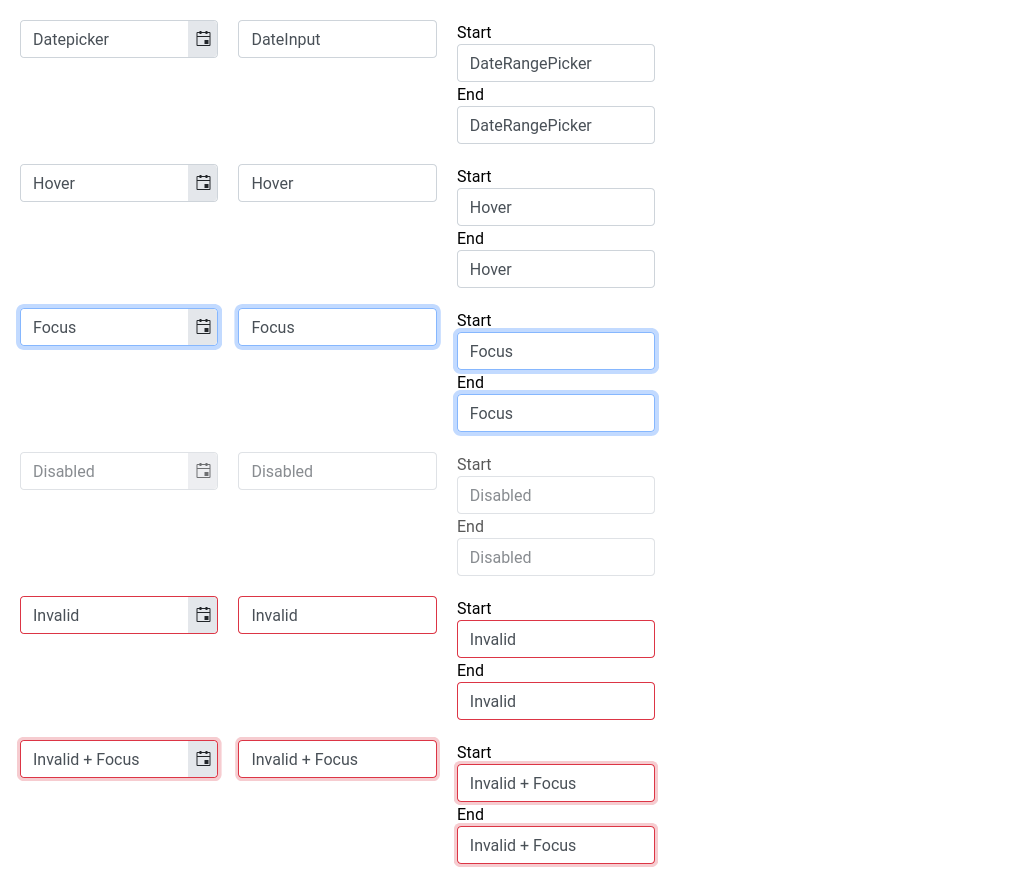 Datepicker
DateInput
Start
DateRangePicker
End
DateRangePicker
Hover
Hover
Start
Hover
End
Hover
Focus
Focus
Start
Focus
End
Focus
Disabled
Disabled
Start
Disabled
End
Disabled
Invalid
Invalid
Start
Invalid
End
Invalid
Invalid + Focus
Invalid + Focus
Start
Invalid + Focus
End
Invalid + Focus